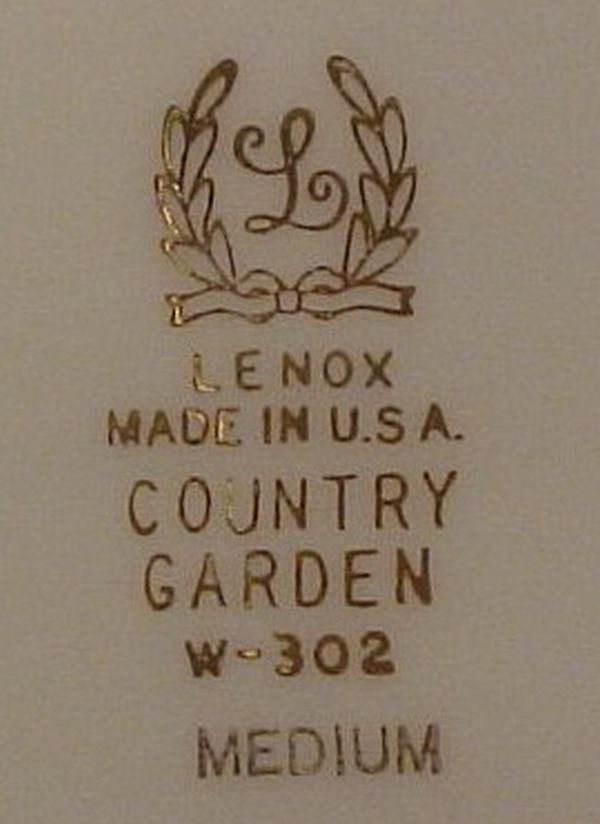 L
LENOX
MADE IN U.S.A.
COUNTRY
GARDEN
W-302
MEDIUM